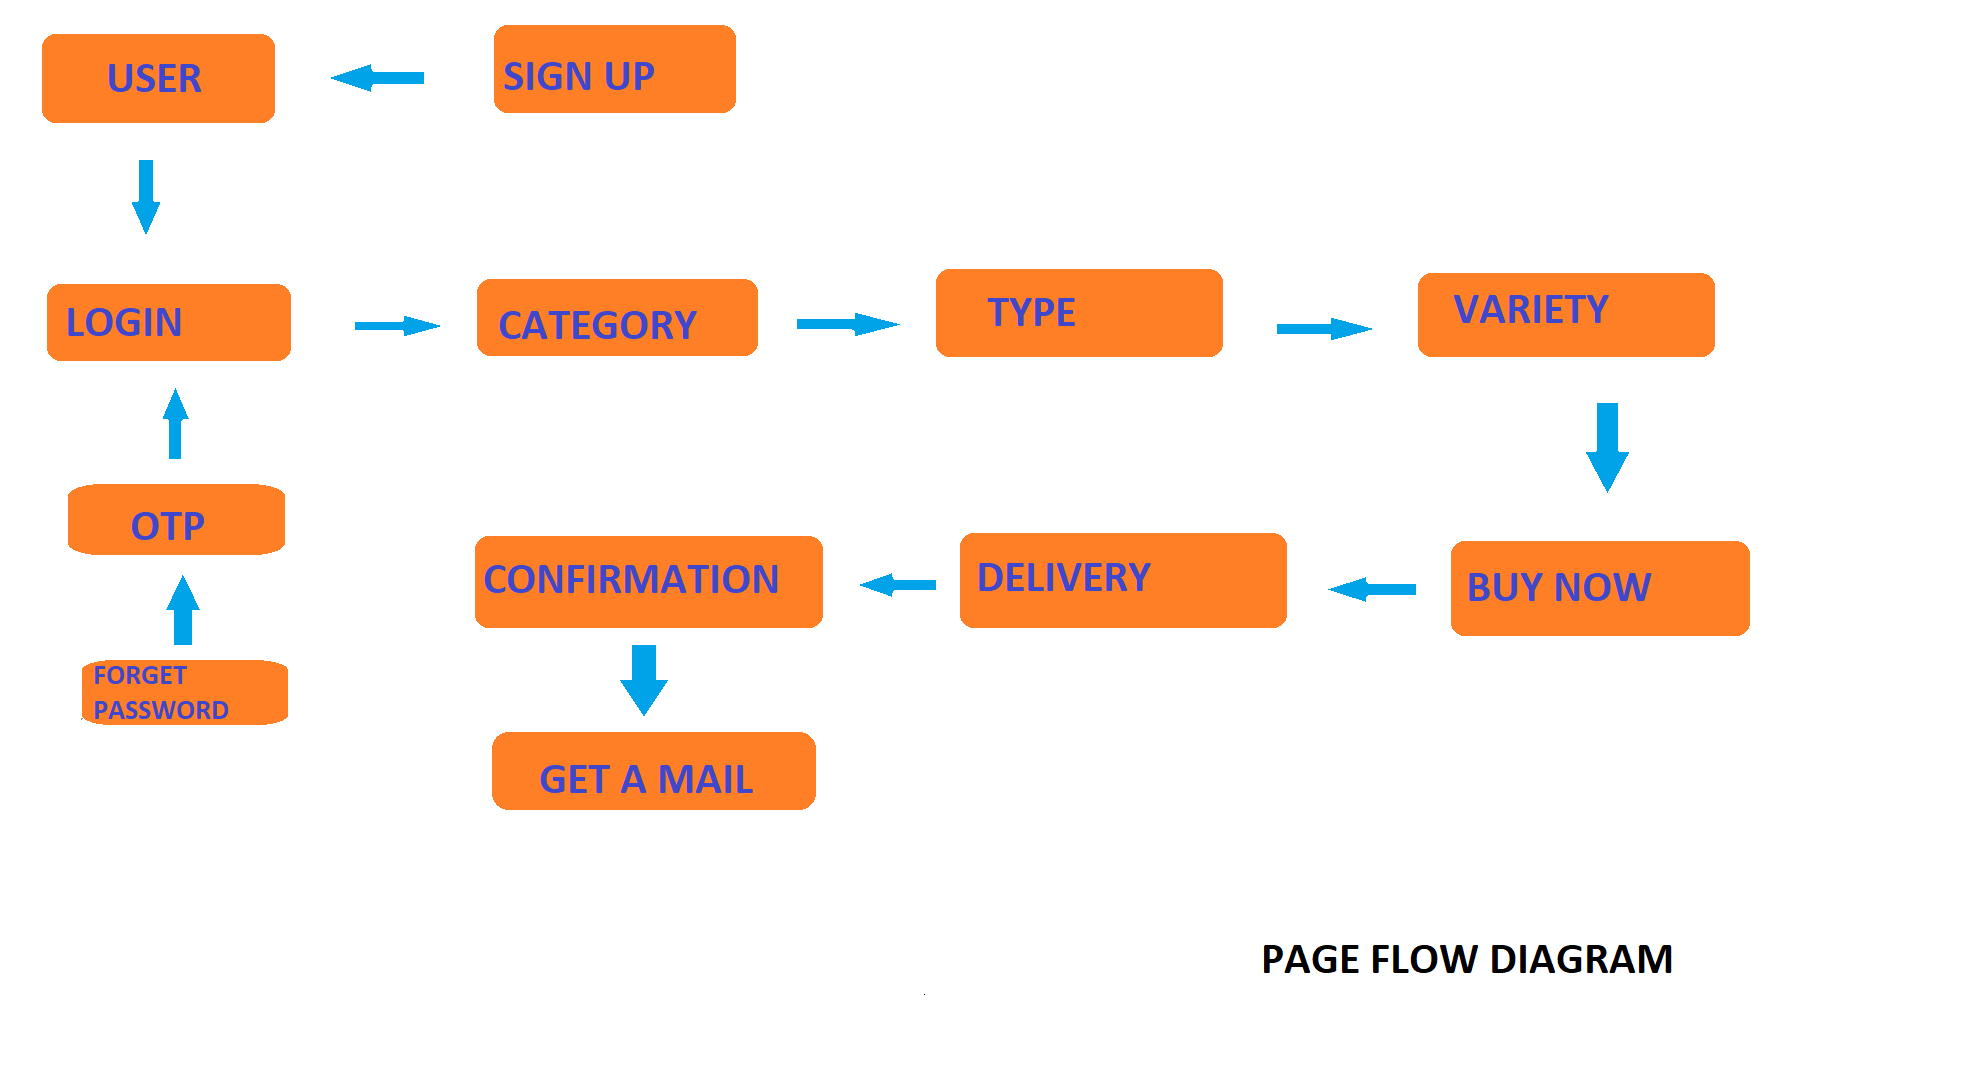 USER
SIGN UP
LOGIN
CATEGORY
TYPE
VARIETY
OTP
CONFIRMATION
DELIVERY
BUY NOW
FORGET
PASSWORD
GET A MAIL
PAGE FLOW DIAGRAM